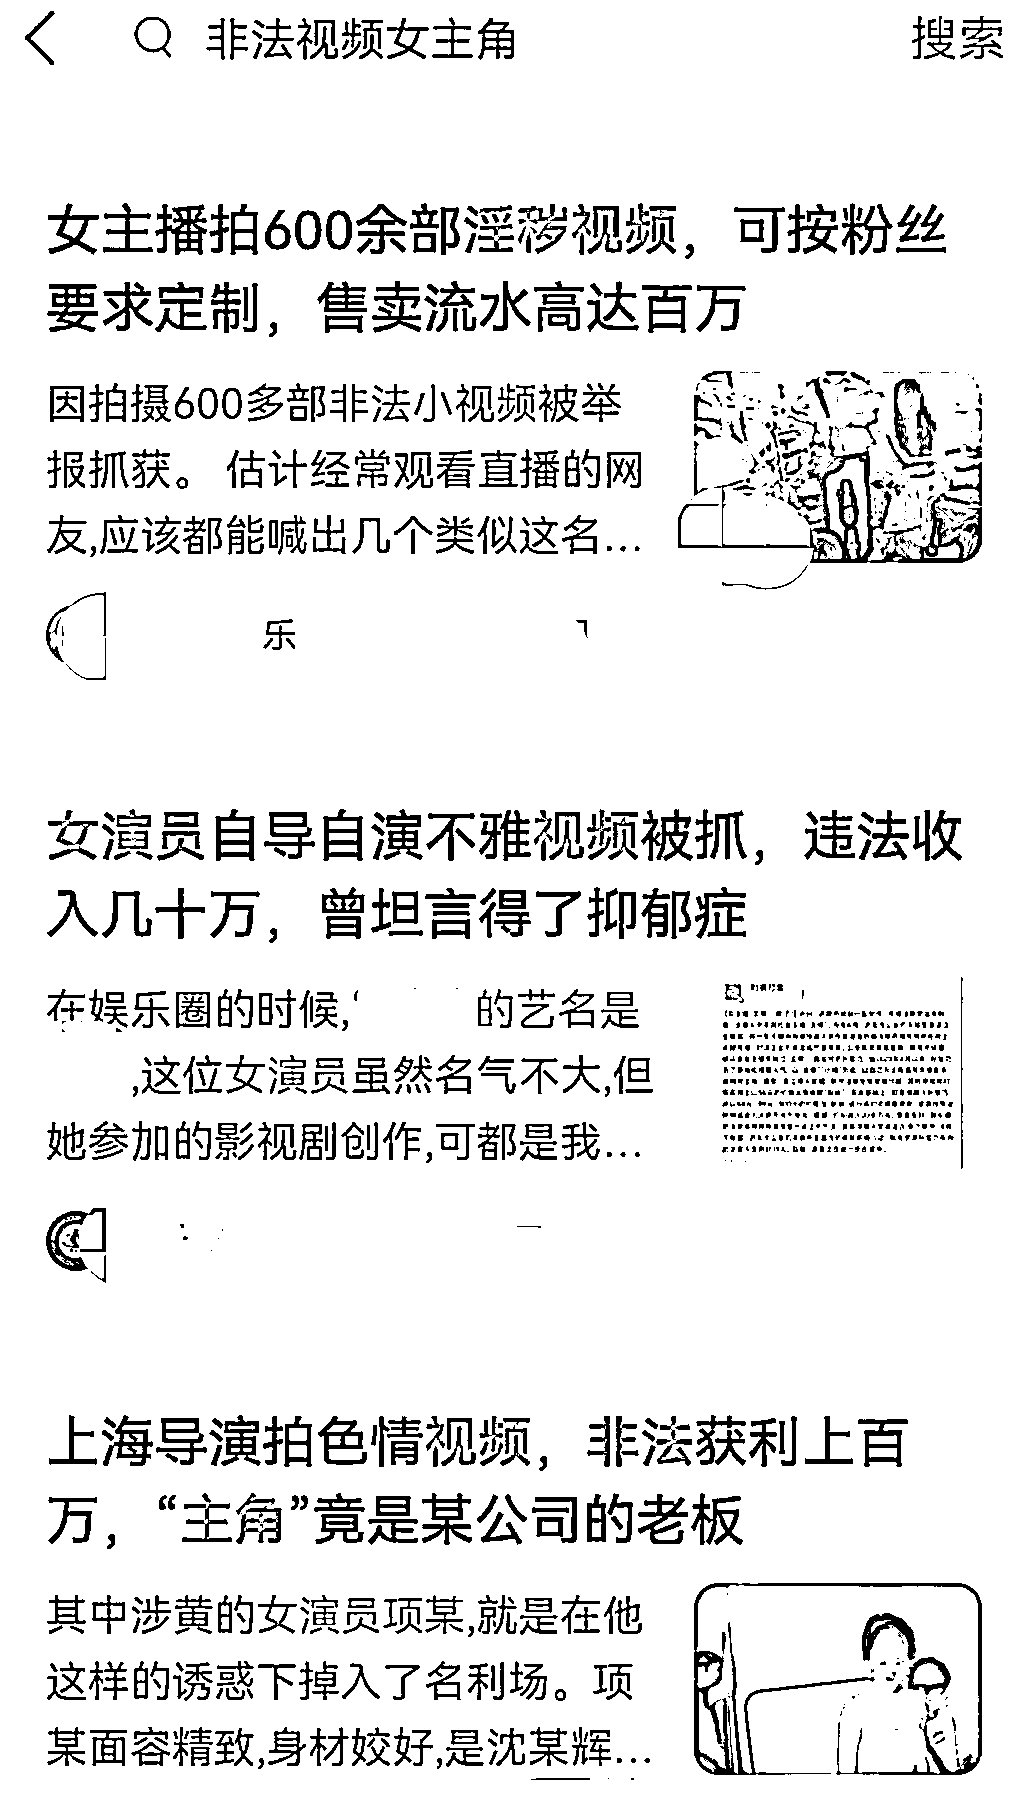 非法视频女主角
搜索
女主播拍600余部淫秽视频，可按粉丝
要求定制，售卖流水高达百万
因拍摄600多部非法小视频被举
报抓获。 估计经常观看直播的网
友,应该都能喊出几个类似这名...
乐
女演员自导自演不雅视频被抓，违法收
入几十万，曾坦言得了抑郁症
在娱乐圈的时候,‘ 的艺名是
,这位女演员虽然名气不大,但
她参加的影视剧创作,可都是我...
上海导演拍色情视频，非法获利上百
万，“主角”竟是某公司的老板
其中涉黄的女演员项某,就是在他
这样的诱惑下掉入了名利场。项
某面容精致,身材姣好,是沈某辉...